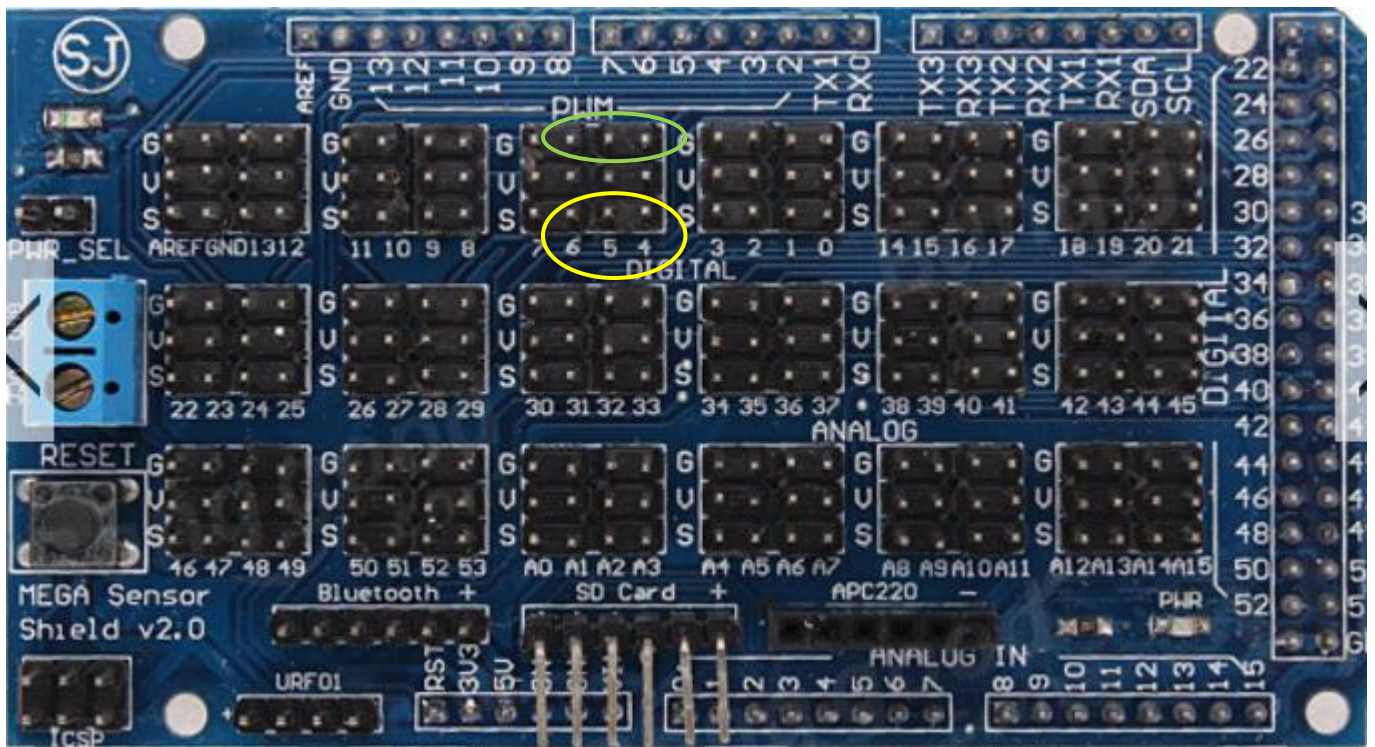 SJ
AREF GND 13 12 11 10 9 8 7 6 5 4 3 2 TX1 RX0 TX3 RX3 TX2 RX2 TX1 RX1 SDA SCL
PWM
22
24
26
28
30
32
34
36
38
40
42
44
46
48
50
52
G G G G G G
V V V V V V
S S S S S S
PWR_SEL
AREF GND 13 12 11 10 9 8 7 6 5 4 3 2 1 0 14 15 16 17 18 19 20 21
DIGITAL
DIGITAL
G G G G G G
V V V V V V
S S S S S S
22 23 24 25 26 27 28 29 30 31 32 33 34 35 36 37 38 39 40 41 42 43 44 45
ANALOG
RESET
G G G G G G
V V V V V V
S S S S S S
46 47 48 49 50 51 52 53 A0 A1 A2 A3 A4 A5 A6 A7 A8 A9 A10 A11 A12 A13 A14 A15
MEGA Sensor
Shield v2.0
Bluetooth +
SD Card +
APC220 -
PWR
ANALOG IN
URF01
RST 3V3 5V
1 2 3 4 5 6 7 8 9 10 11 12 13 14 15
ICSP